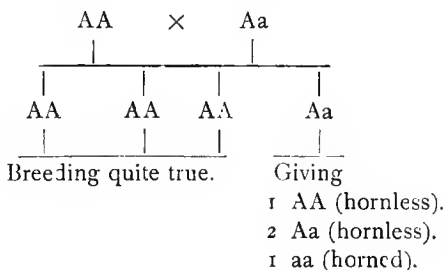 AA × Aa
AA AA AA Aa
Breeding quite true. Giving
1 AA (hornless).
2 Aa (hornless).
1 aa (horned).